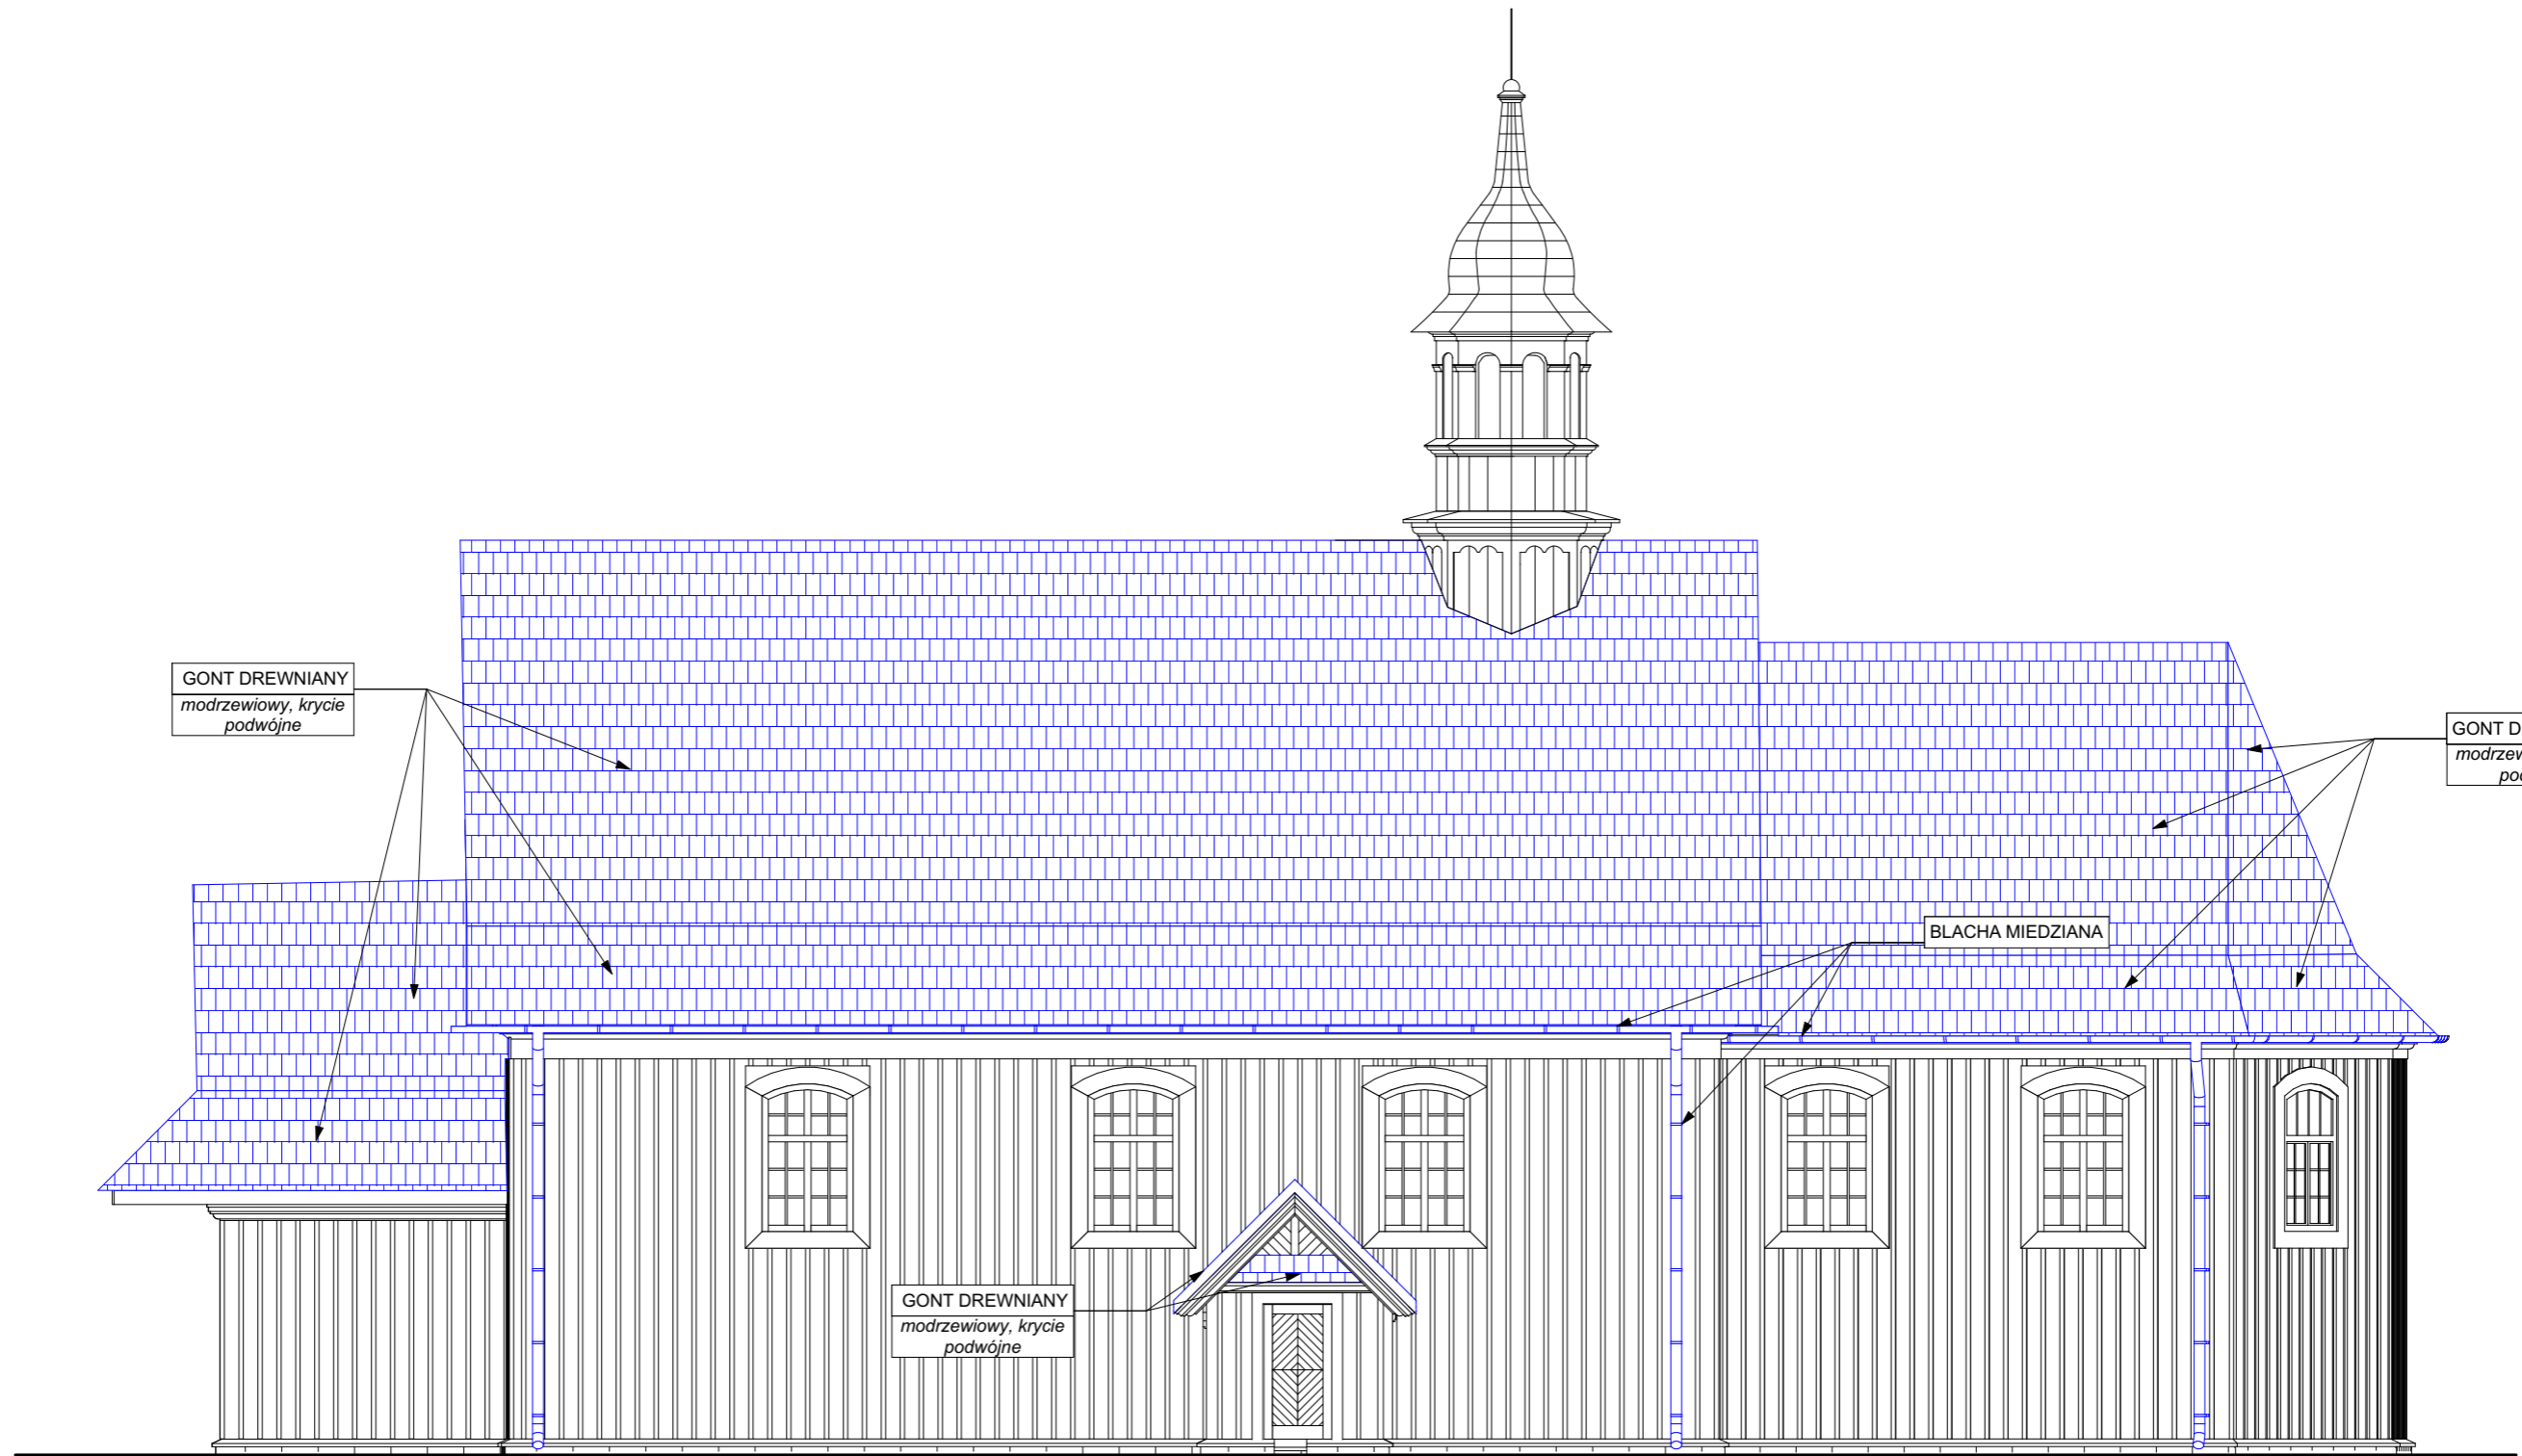 GONT DREWNIANY
modrzewiowy, krycie
podwójne
GONT D
modrzew
BLACHA MIEDZIANA
GONT DREWNIANY
modrzewiowy, krycie
podwójne